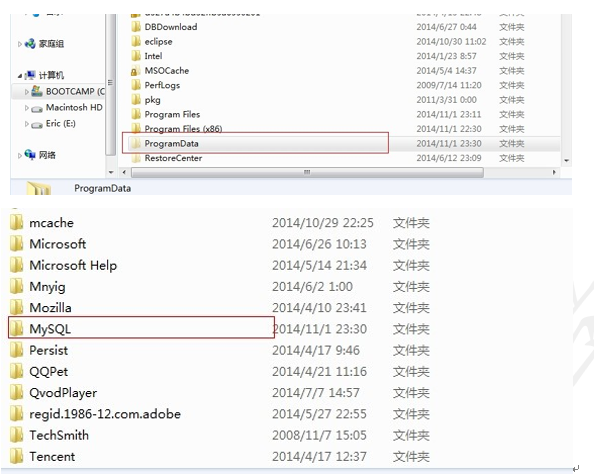 DBDownload 2014/6/27 0:44 文件夹
家庭组 eclipse 2014/10/30 11:02 文件夹
Intel 2014/1/23 8:57 文件夹
计算机 MSOCache 2014/5/4 14:37 文件夹
BOOTCAMP (C PerfLogs 2009/7/14 11:20 文件夹
Macintosh HD pkg 2011/3/31 0:00 文件夹
Eric (E:) Program Files 2014/11/1 23:11 文件夹
Program Files (x86) 2014/11/1 22:30 文件夹
ProgramData 2014/11/1 23:30 文件夹
网络 RestoreCenter 2014/6/12 23:09 文件夹
ProgramData
mcache 2014/10/29 22:25 文件夹
Microsoft 2014/6/26 10:13 文件夹
Microsoft Help 2014/5/14 21:34 文件夹
Mnyig 2014/6/2 1:00 文件夹
Mozilla 2014/4/10 23:41 文件夹
MySQL 2014/11/1 23:30 文件夹
Persist 2014/4/17 9:46 文件夹
QQPet 2014/4/21 11:16 文件夹
QvodPlayer 2014/7/7 14:57 文件夹
regid.1986-12.com.adobe 2014/5/27 22:55 文件夹
TechSmith 2008/11/7 15:05 文件夹
Tencent 2014/4/17 12:37 文件夹